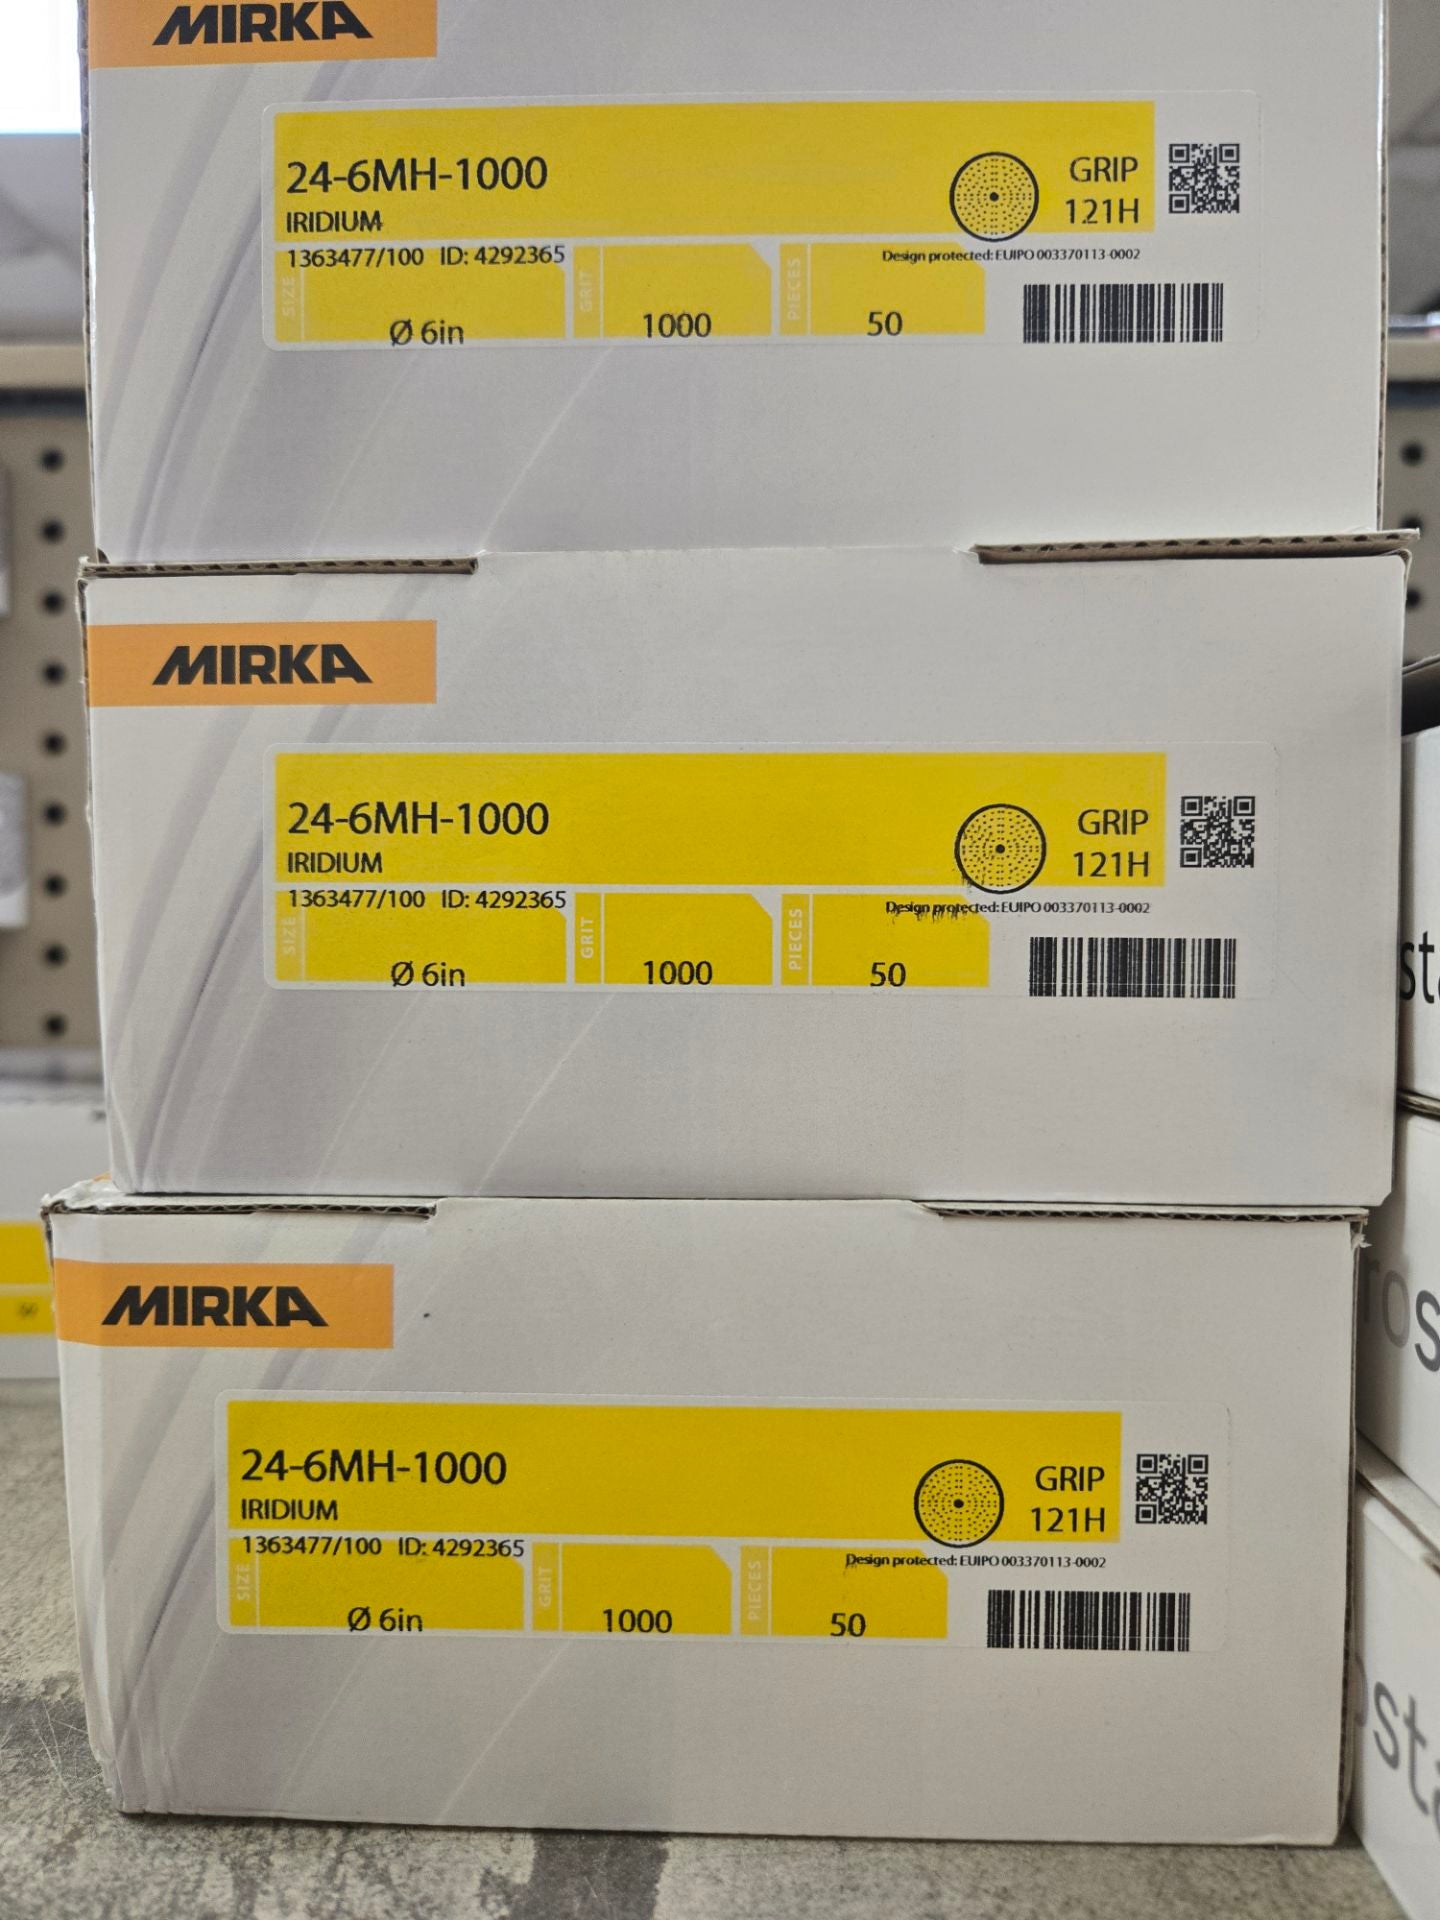 MIRKA
24-6MH-1000
IRIDIUM
GRIP
121H
1363477/100 ID: 4292365
Design protected: EUIPO 003370113-0002
SIZE
Ø 6in
GRIT
1000
PIECES
50
MIRKA
24-6MH-1000
IRIDIUM
GRIP
121H
1363477/100 ID: 4292365
Design protected: EUIPO 003370113-0002
SIZE
Ø 6in
GRIT
1000
PIECES
50
MIRKA
24-6MH-1000
IRIDIUM
GRIP
121H
1363477/100 ID: 4292365
Design protected: EUIPO 003370113-0002
SIZE
Ø 6in
GRIT
1000
PIECES
50